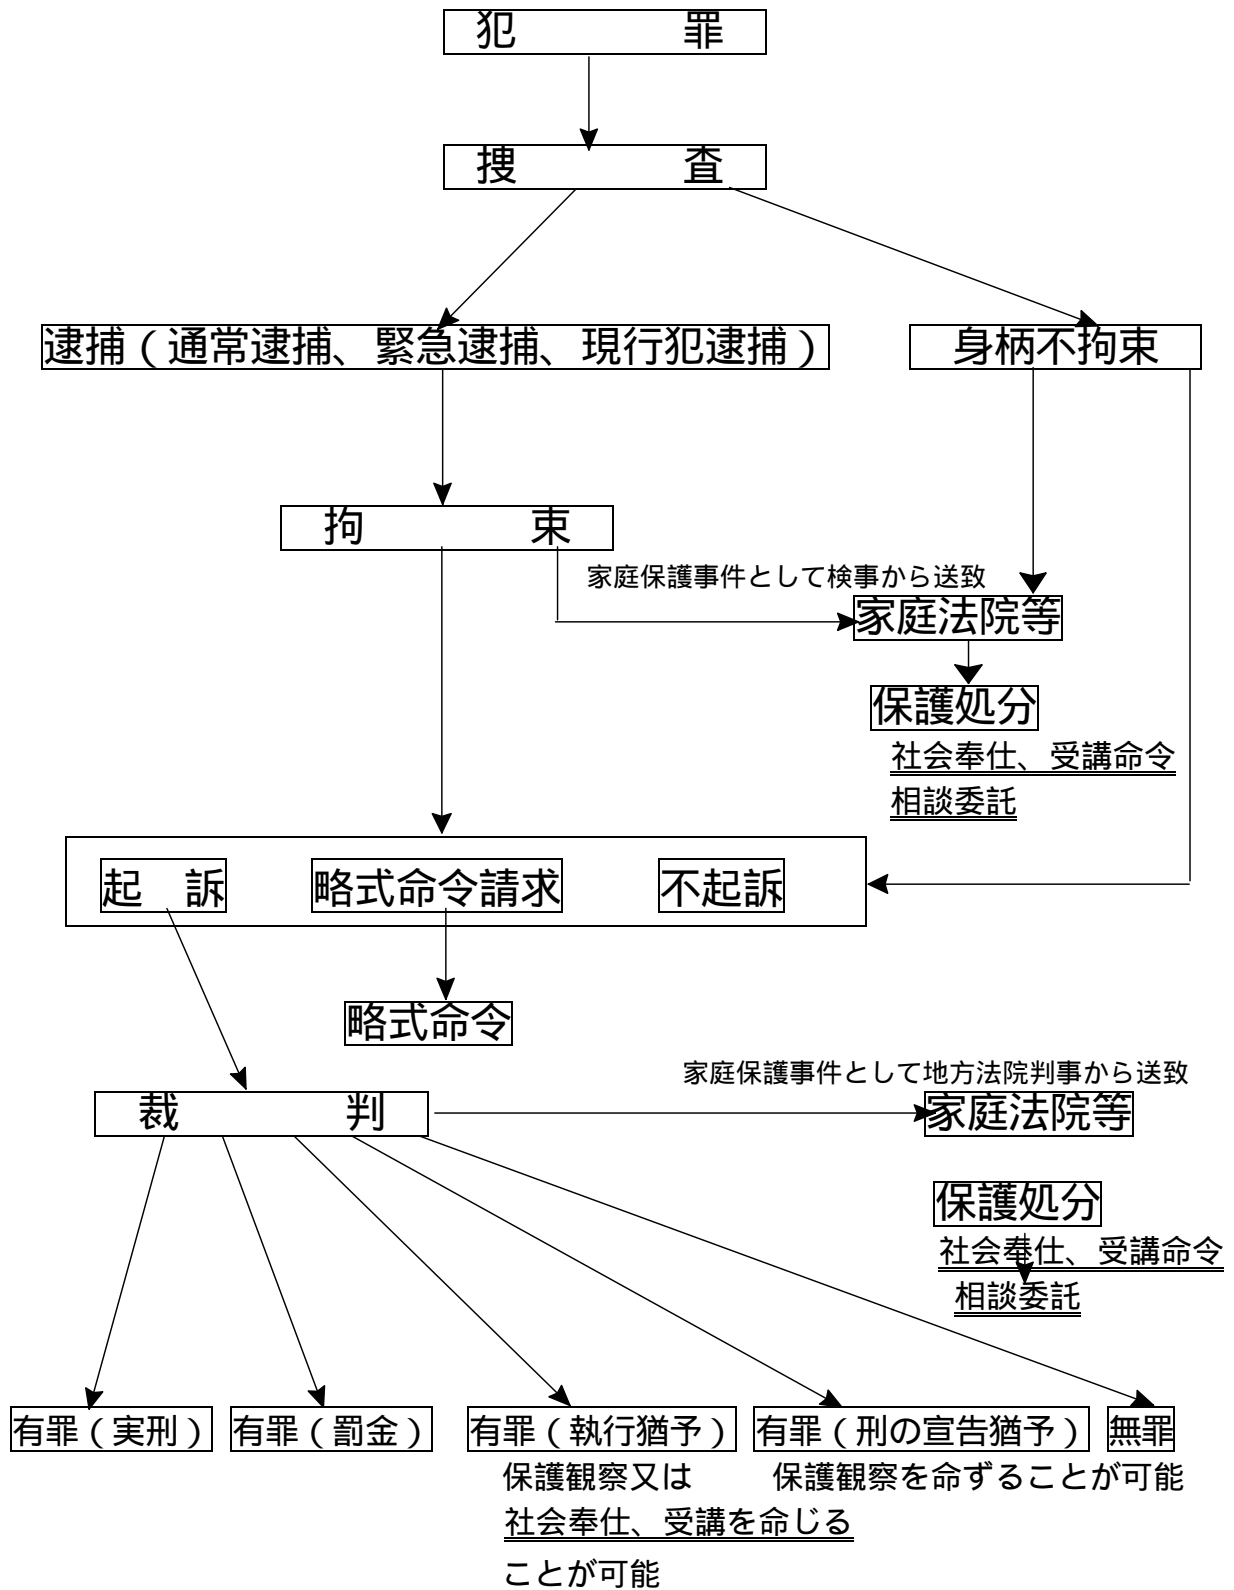 犯　罪
捜　査
逮捕（通常逮捕、緊急逮捕、現行犯逮捕）
身柄不拘束
拘　束
家庭保護事件として検事から送致
家庭法院等
保護処分
社会奉仕、受講命令
相談委託
起　訴
略式命令請求
不起訴
略式命令
家庭保護事件として地方法院判事から送致
裁　判
家庭法院等
保護処分
社会奉仕、受講命令
相談委託
有罪（実刑）
有罪（罰金）
有罪（執行猶予）
有罪（刑の宣告猶予）
無罪
保護観察又は
保護観察を命ずることが可能
社会奉仕、受講を命じる
ことが可能